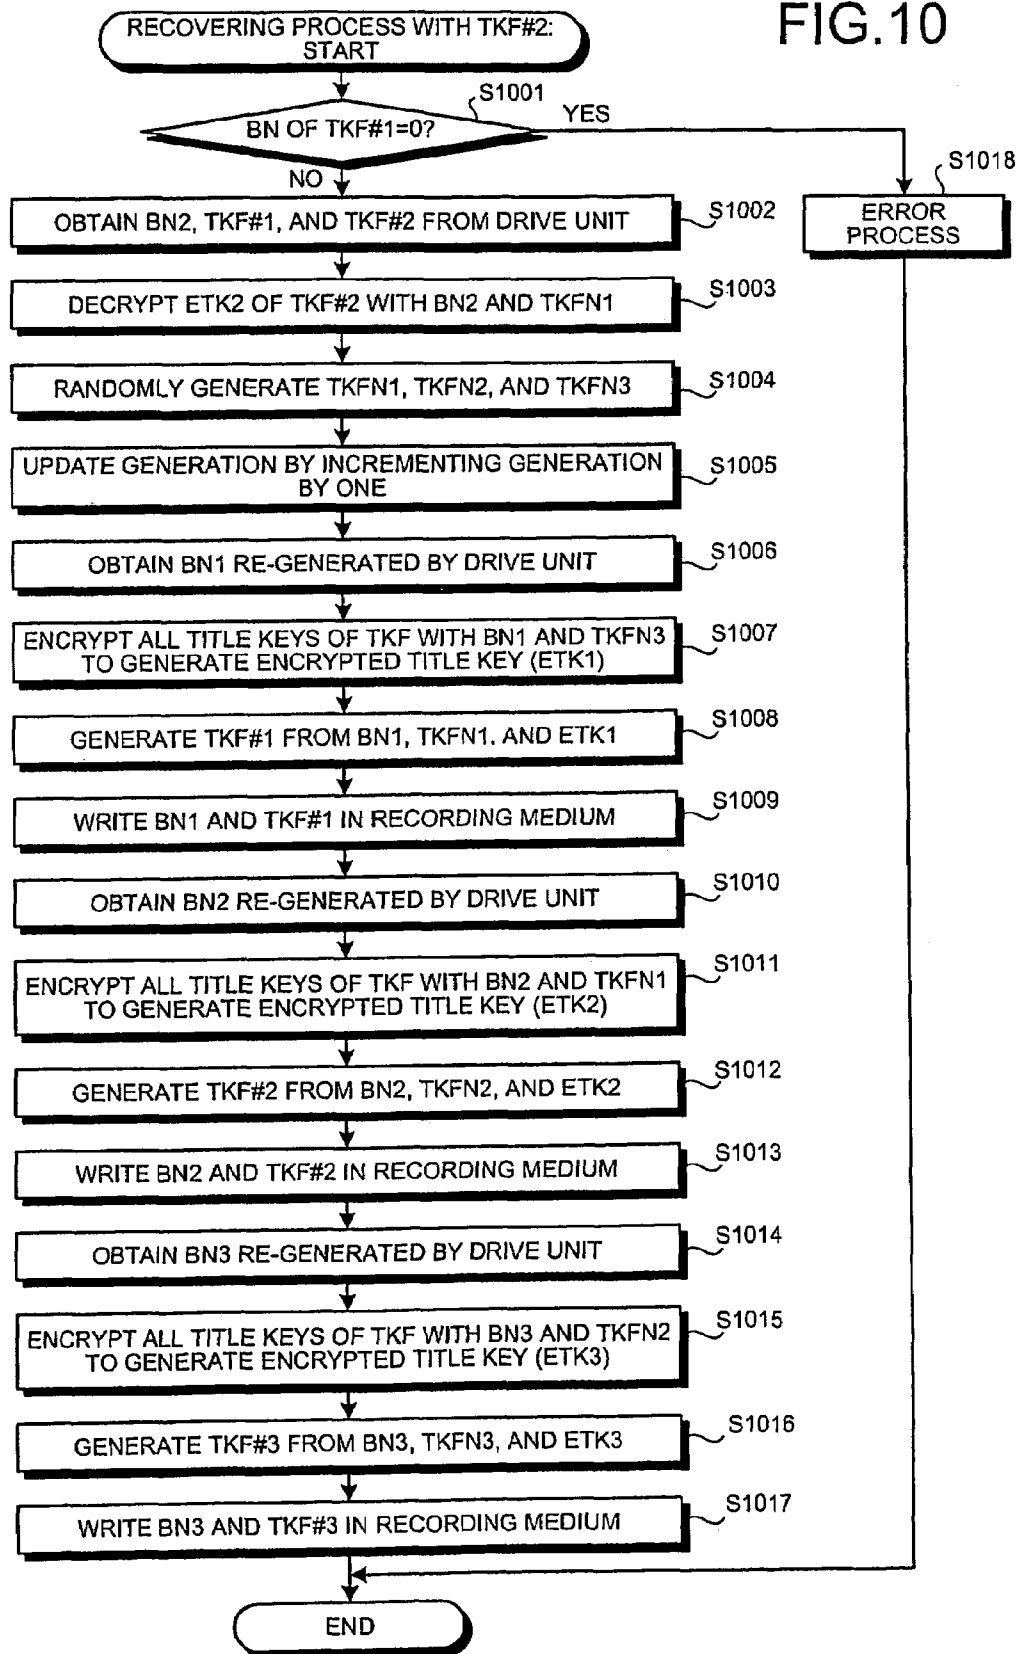 FIG.10
RECOVERING PROCESS WITH TKF#2:
START
S1001
BN OF TKF#1=0?
YES
NO
S1018
ERROR
PROCESS
OBTAIN BN2, TKF#1, AND TKF#2 FROM DRIVE UNIT
S1002
DECRYPT ETK2 OF TKF#2 WITH BN2 AND TKFN1
S1003
RANDOMLY GENERATE TKFN1, TKFN2, AND TKFN3
S1004
UPDATE GENERATION BY INCREMENTING GENERATION
BY ONE
S1005
OBTAIN BN1 RE-GENERATED BY DRIVE UNIT
S1006
ENCRYPT ALL TITLE KEYS OF TKF WITH BN1 AND TKFN3
TO GENERATE ENCRYPTED TITLE KEY (ETK1)
S1007
GENERATE TKF#1 FROM BN1, TKFN1. AND ETK1
S1008
WRITE BN1 AND TKF#1 IN RECORDING MEDIUM
S1009
OBTAIN BN2 RE-GENERATED BY DRIVE UNIT
S1010
ENCRYPT ALL TITLE KEYS OF TKF WITH BN2 AND TKFN1
TO GENERATE ENCRYPTED TITLE KEY (ETK2)
S1011
GENERATE TKF#2 FROM BN2, TKFN2, AND ETK2
S1012
WRITE BN2 AND TKF#2 IN RECORDING MEDIUM
S1013
OBTAIN BN3 RE-GENERATED BY DRIVE UNIT
S1014
ENCRYPT ALL TITLE KEYS OF TKF WITH BN3 AND TKFN2
TO GENERATE ENCRYPTED TITLE KEY (ETK3)
S1015
GENERATE TKF#3 FROM BN3, TKFN3, AND ETK3
S1016
WRITE BN3 AND TKF#3 IN RECORDING MEDIUM
S1017
END